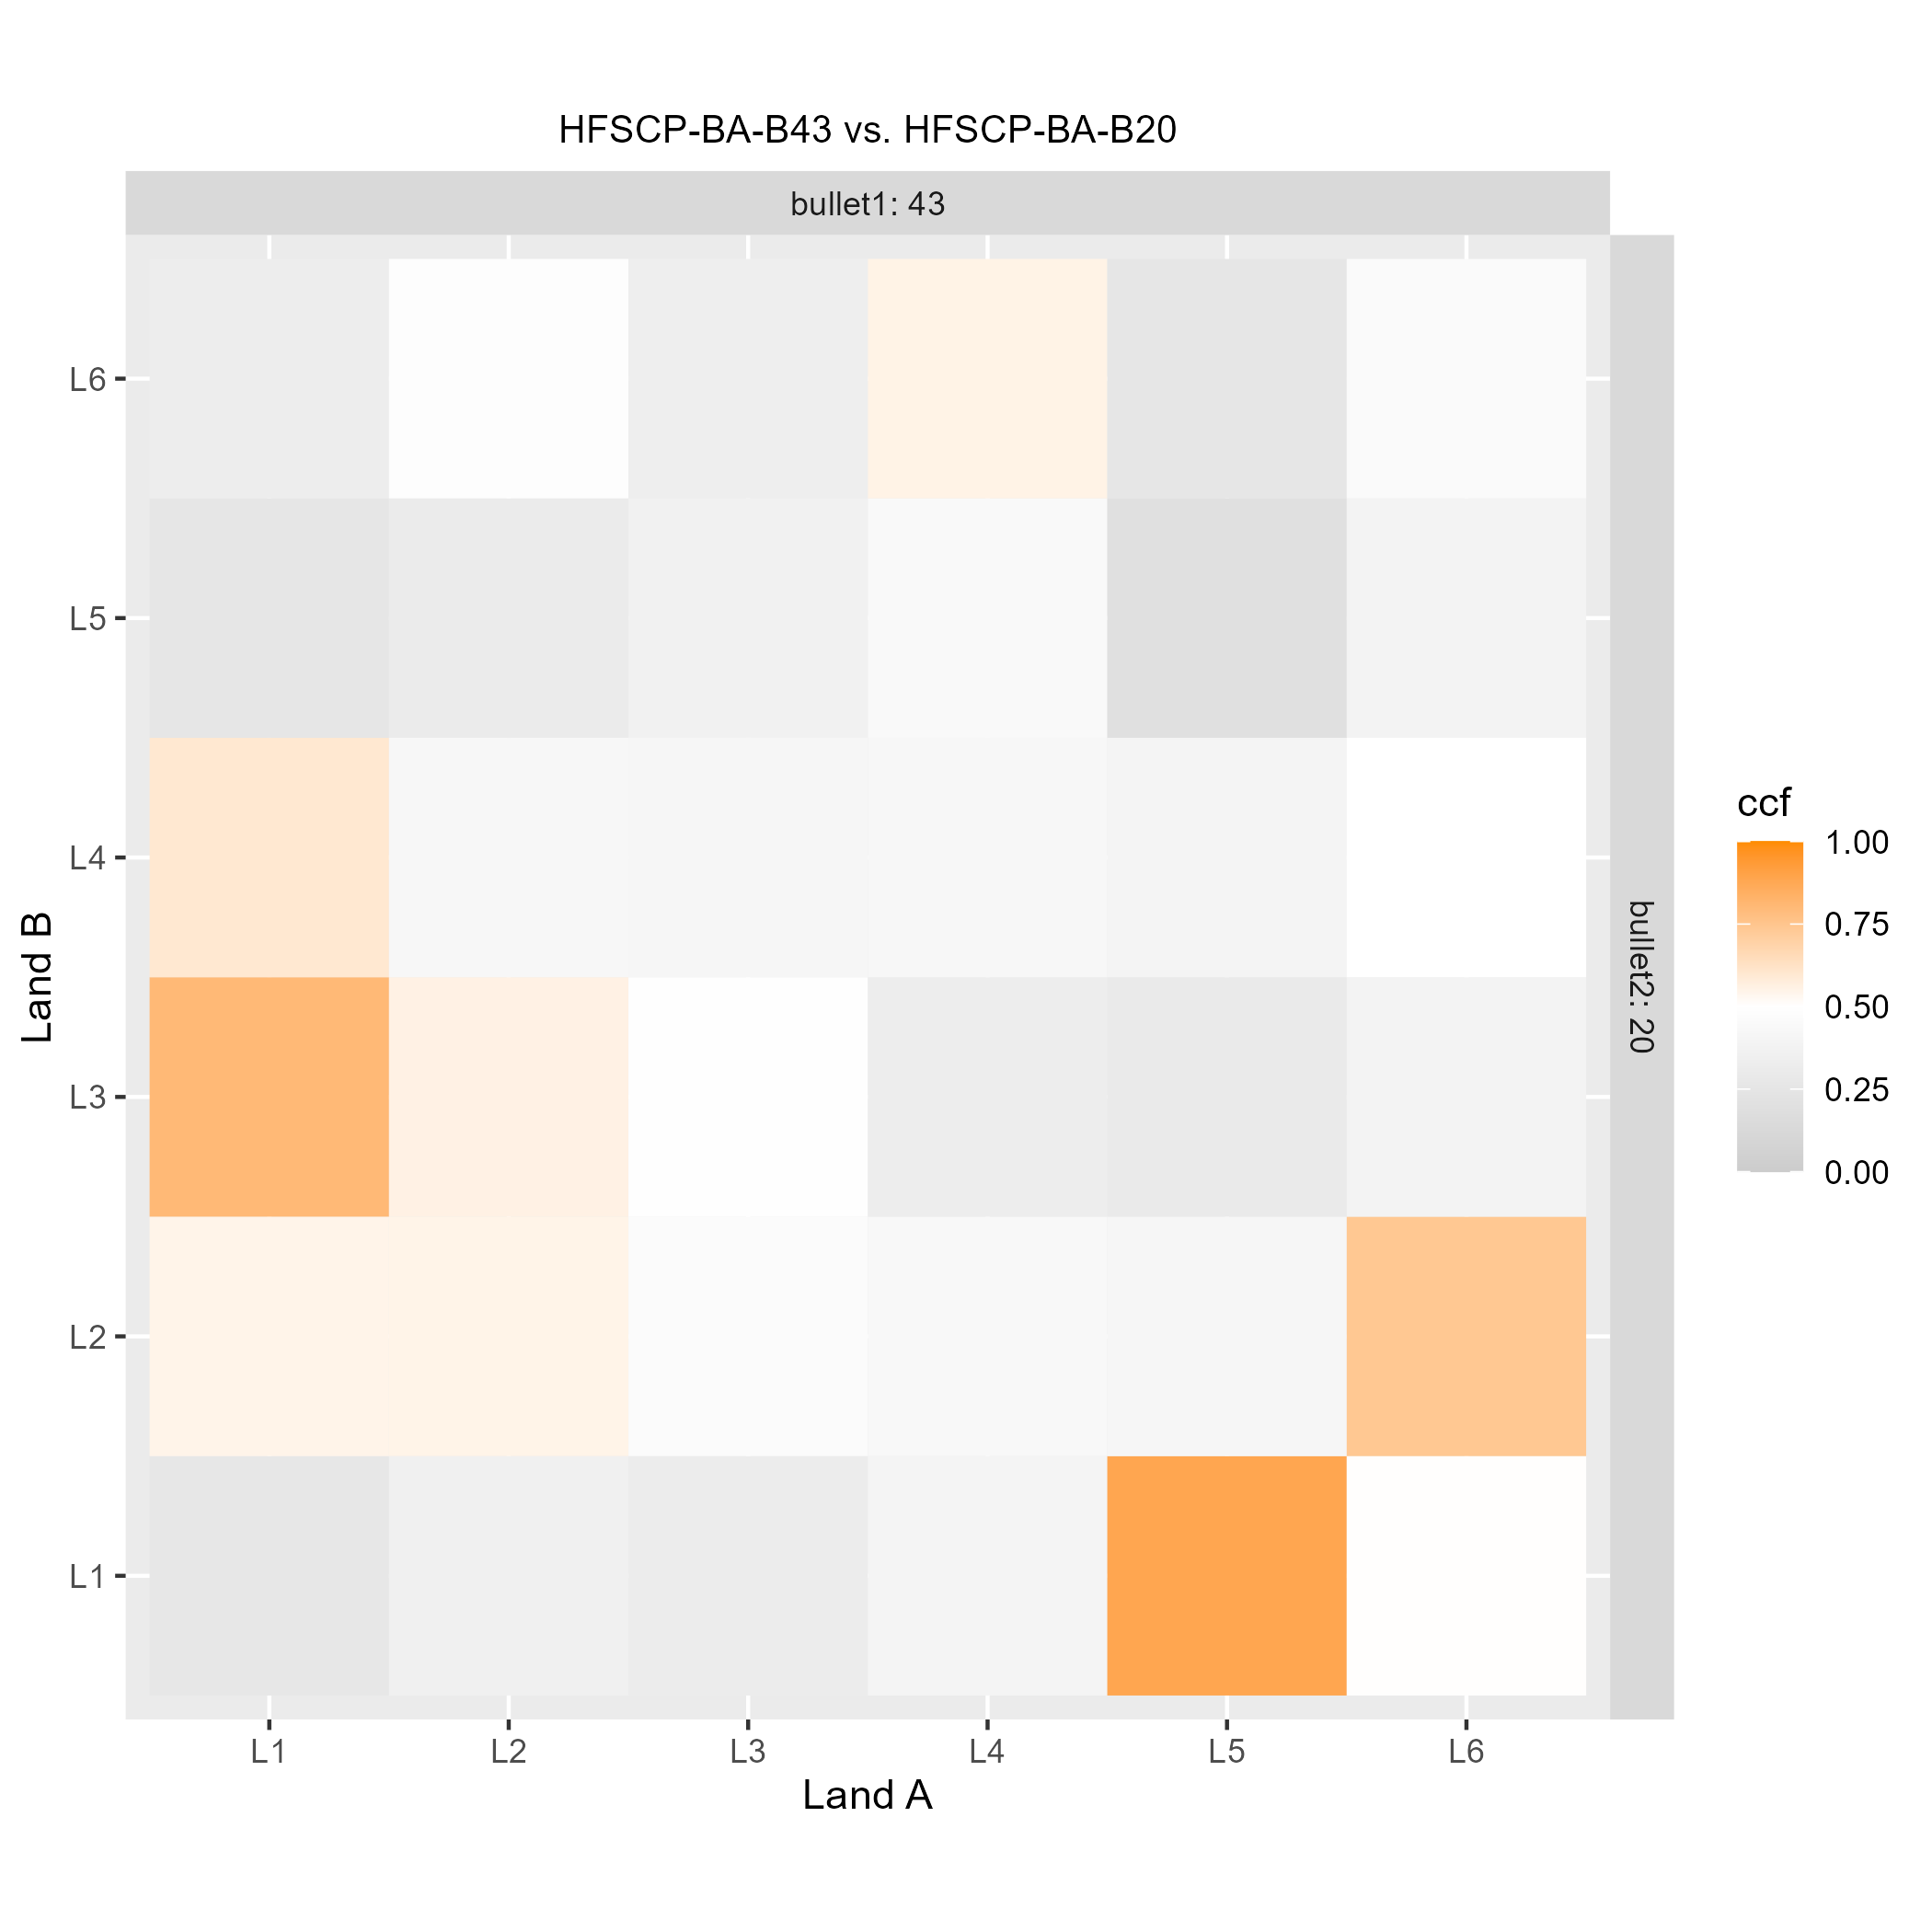 HFSCP-BA-B43 vs. HFSCP-BA-B20
bullet1: 43
L6
L5
L4
L3
L2
L1
Land B
L1
L2
L3
L4
L5
L6
Land A
bullet2: 20
ccf
1.00
0.75
0.50
0.25
0.00